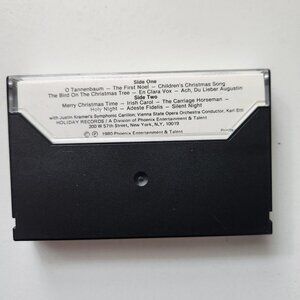 Side One
O Tannenbaum – The First Noel – Children's Christmas Song
The Bird On The Christmas Tree – En Clara Vox – Ach, Du Lieber Augustin
Side Two
Merry Christmas Time – Irish Carol – The Carriage Horseman –
Holy Night – Adeste Fidelis – Silent Night
with Justin Kramer's Symphonic Carillon; Vienna State Opera Orchestra Conductor, Karl Etti
HOLIDAY RECORDS / A Division of Phoenix Entertainment & Talent
200 W 57th Street, New York, N.Y., 10019
© ℗ 1980 Phoenix Entertainment & Talent